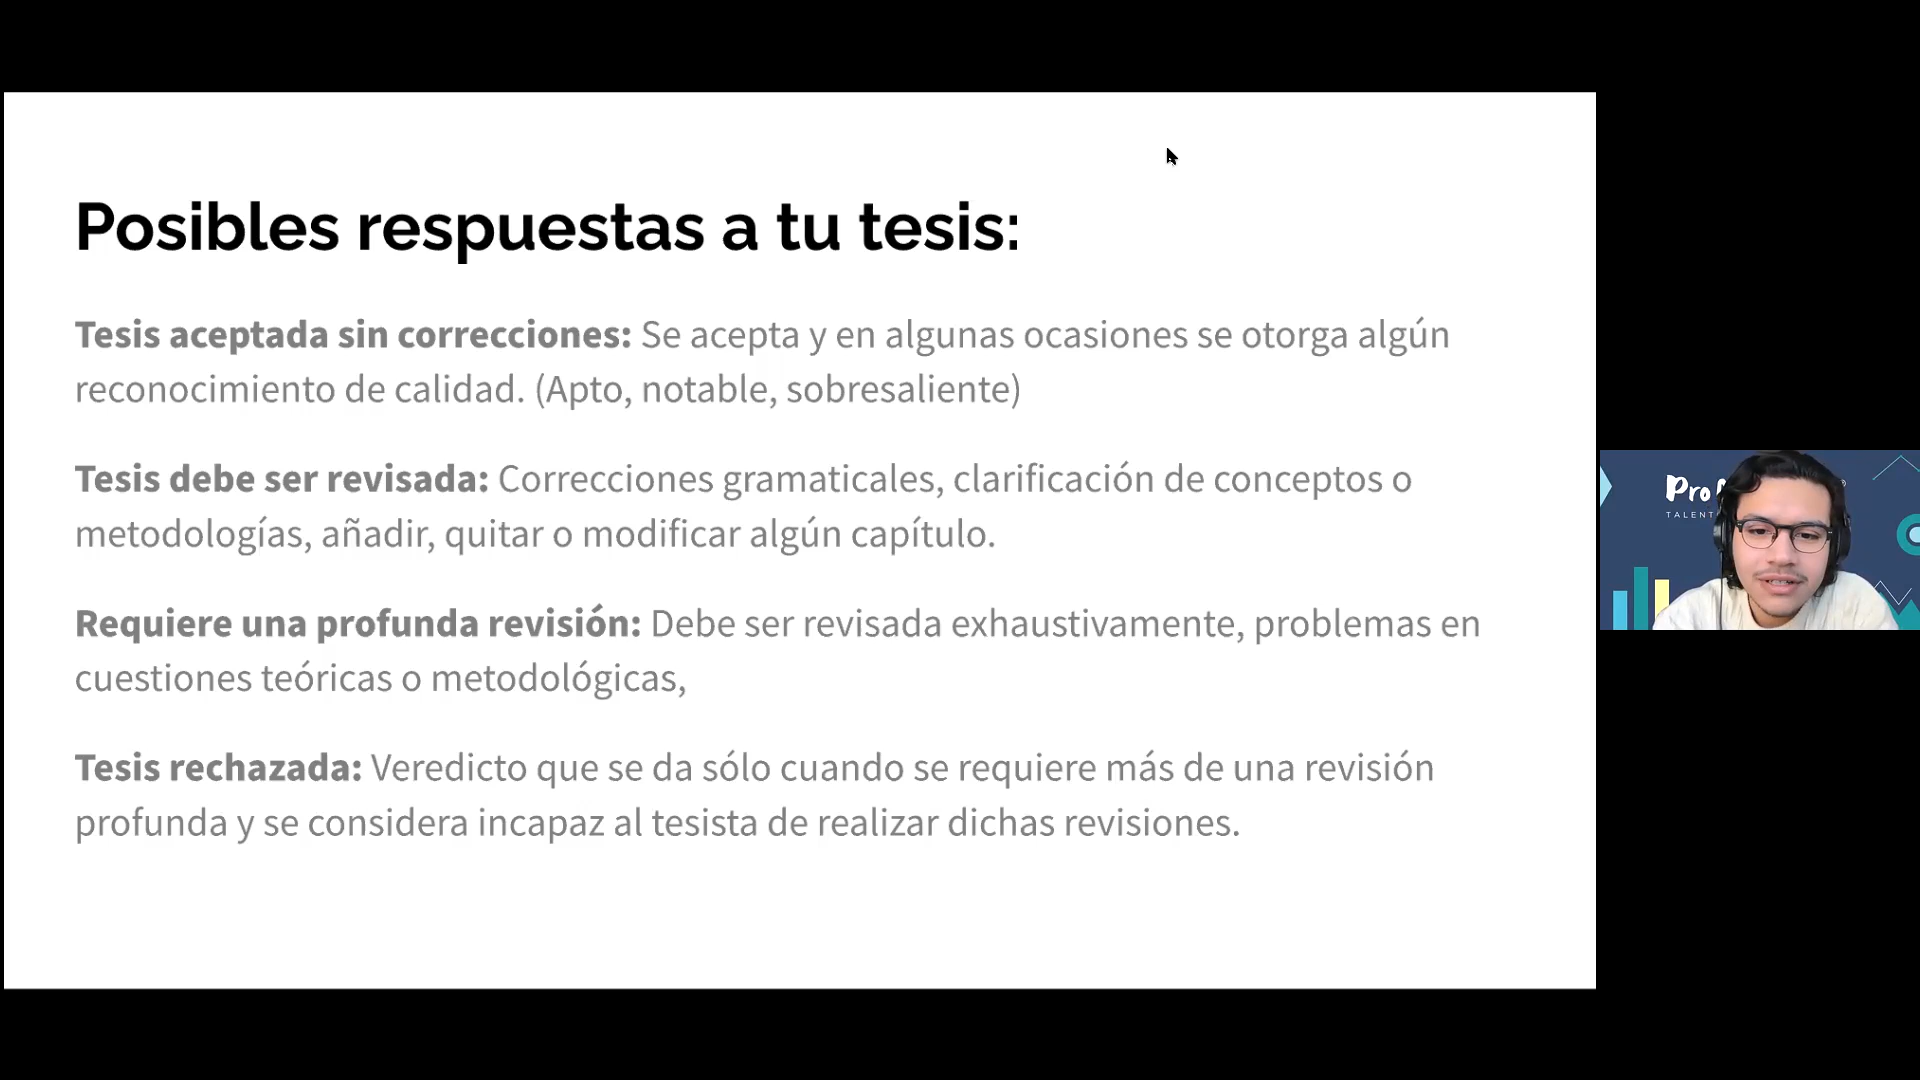 Posibles respuestas a tu tesis:
Tesis aceptada sin correcciones: Se acepta y en algunas ocasiones se otorga algún
reconocimiento de calidad. (Apto, notable, sobresaliente)
Tesis debe ser revisada: Correcciones gramaticales, clarificación de conceptos o
metodologías, añadir, quitar o modificar algún capítulo.
Requiere una profunda revisión: Debe ser revisada exhaustivamente, problemas en
cuestiones teóricas o metodológicas,
Tesis rechazada: Veredicto que se da sólo cuando se requiere más de una revisión
profunda y se considera incapaz al tesista de realizar dichas revisiones.
Pro
TALENT